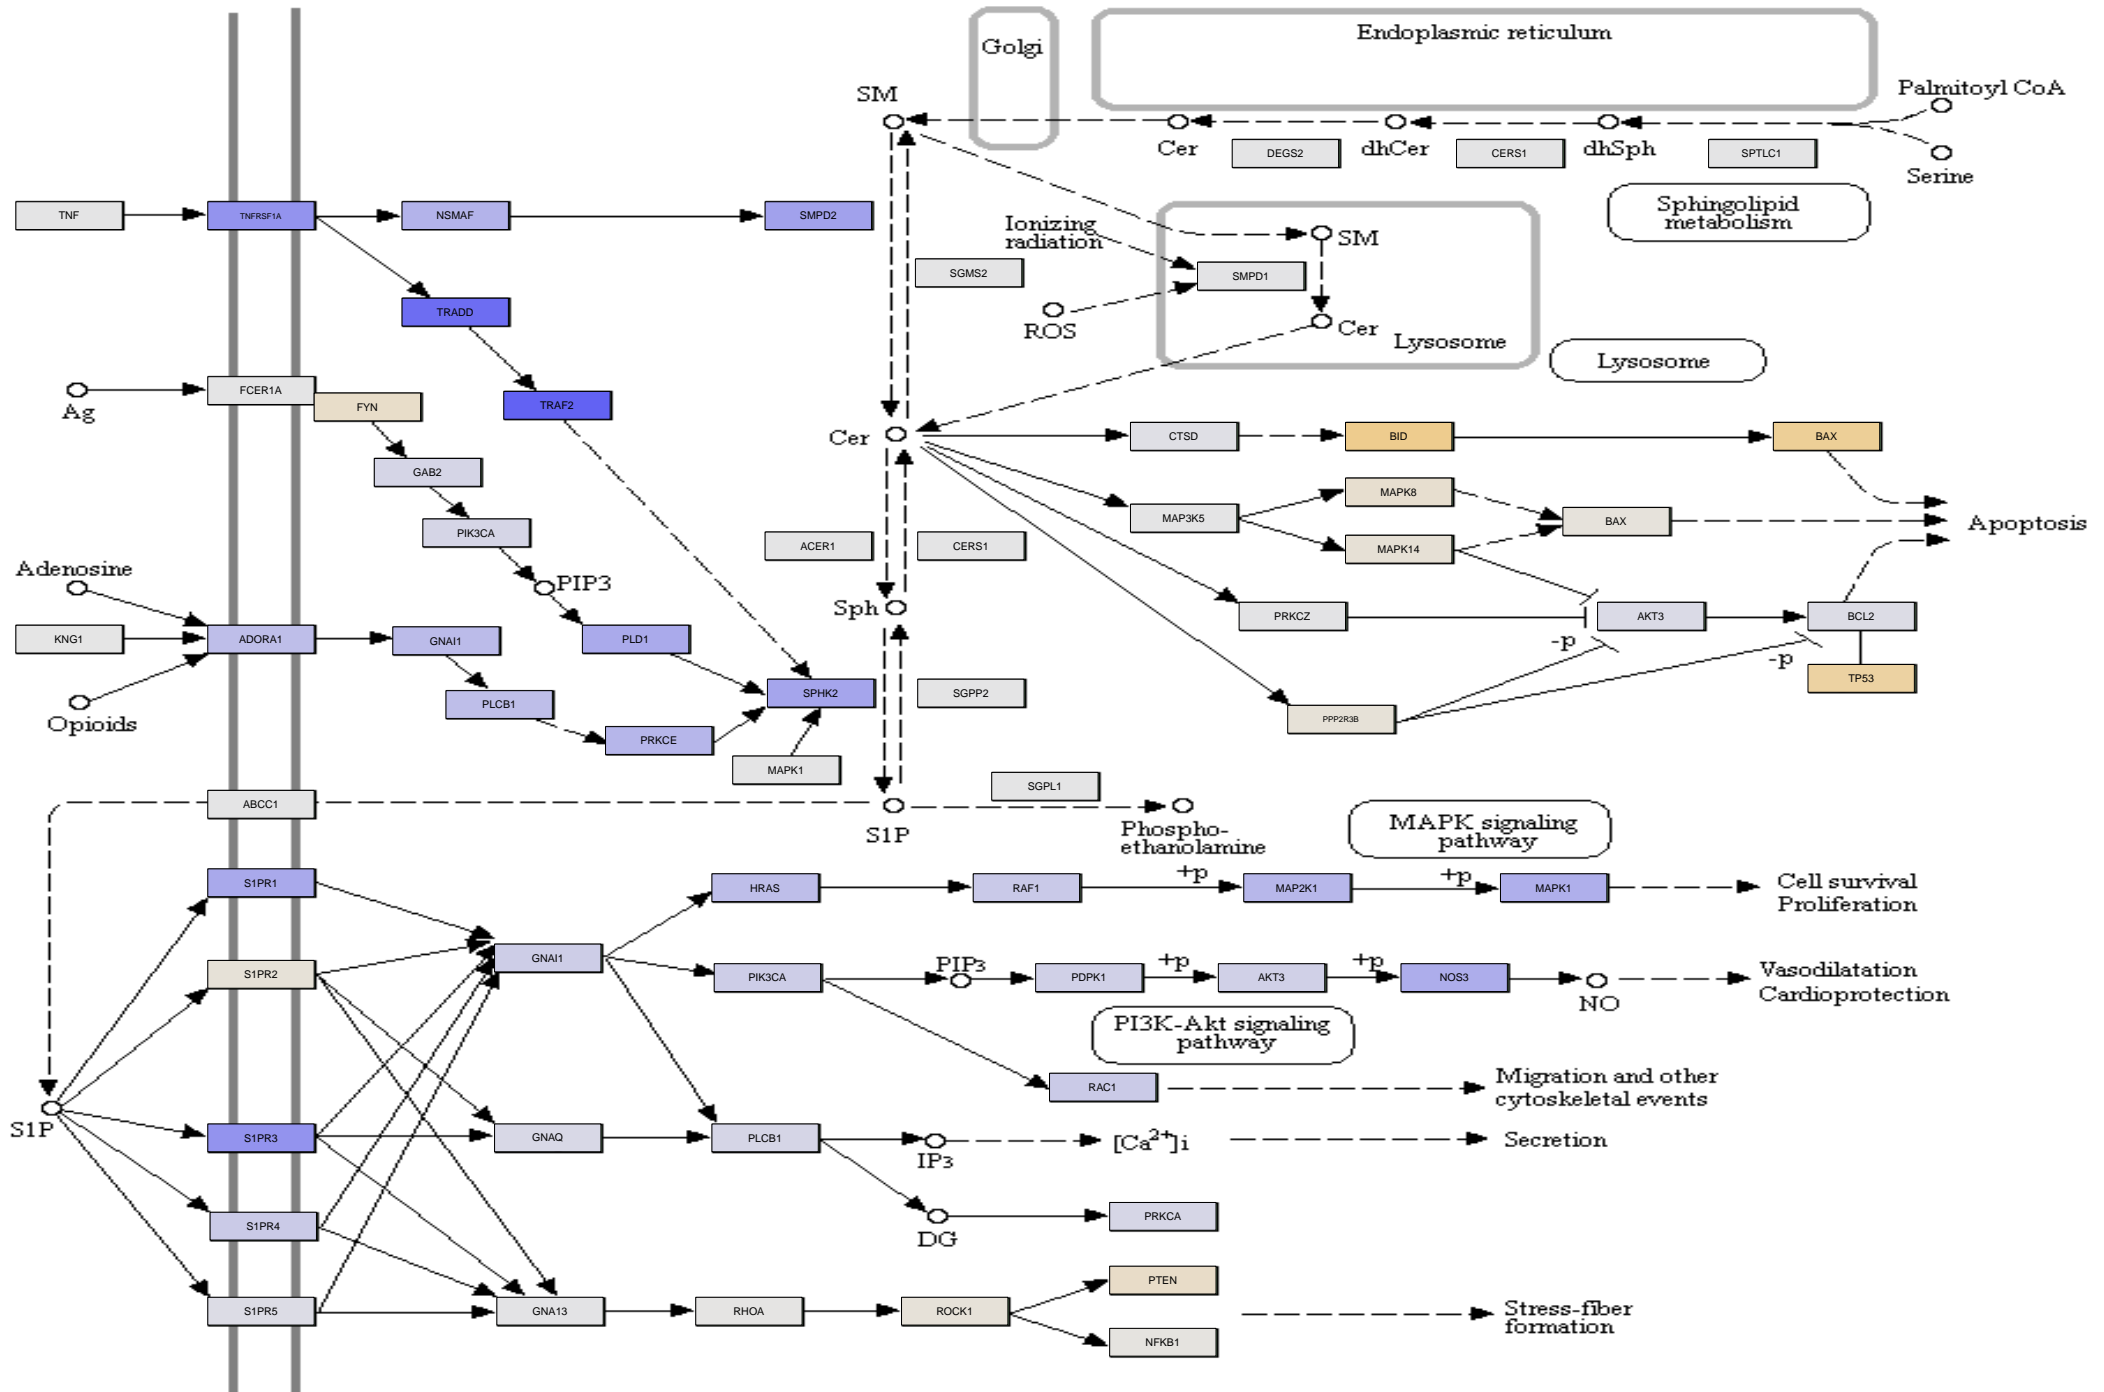 Golgi
Endoplasmic reticulum
SM
Palmitoyl CoA
Cer
DEGS2
dhCer
CERS1
dhSph
SPTLC1
Serine
TNF
TNFRSF1A
NSMAF
SMPD2
Sphingolipid
metabolism
Ionizing
radiation
SM
SGMS2
SMPD1
TRADD
ROS
Cer
Lysosome
Lysosome
FCER1A
Ag
FYN
TRAF2
Cer
CTSD
BID
BAX
GAB2
MAPK8
PIK3CA
MAP3K5
BAX
Apoptosis
ACER1
CERS1
MAPK14
Adenosine
PIP3
Sph
PRKCZ
AKT3
BCL2
KNG1
ADORA1
GNAI1
PLD1
-p
-p
TP53
Opioids
PLCB1
SPHK2
SGPP2
PPP2R3B
PRKCE
MAPK1
SGPL1
ABCC1
S1P
Phospho-
ethanolamine
MAPK signaling
pathway
S1PR1
HRAS
RAF1
+p
MAP2K1
+p
MAPK1
Cell survival
Proliferation
GNAI1
S1PR2
PIK3CA
PIP3
PDPK1
+p
AKT3
+p
NOS3
NO
Vasodilatation
Cardioprotection
PI3K-Akt signaling
pathway
RAC1
Migration and other
cytoskeletal events
S1P
S1PR3
GNAQ
PLCB1
IP3
[Ca2+]i
Secretion
S1PR4
DG
PRKCA
PTEN
S1PR5
GNA13
RHOA
ROCK1
Stress-fiber
formation
NFKB1